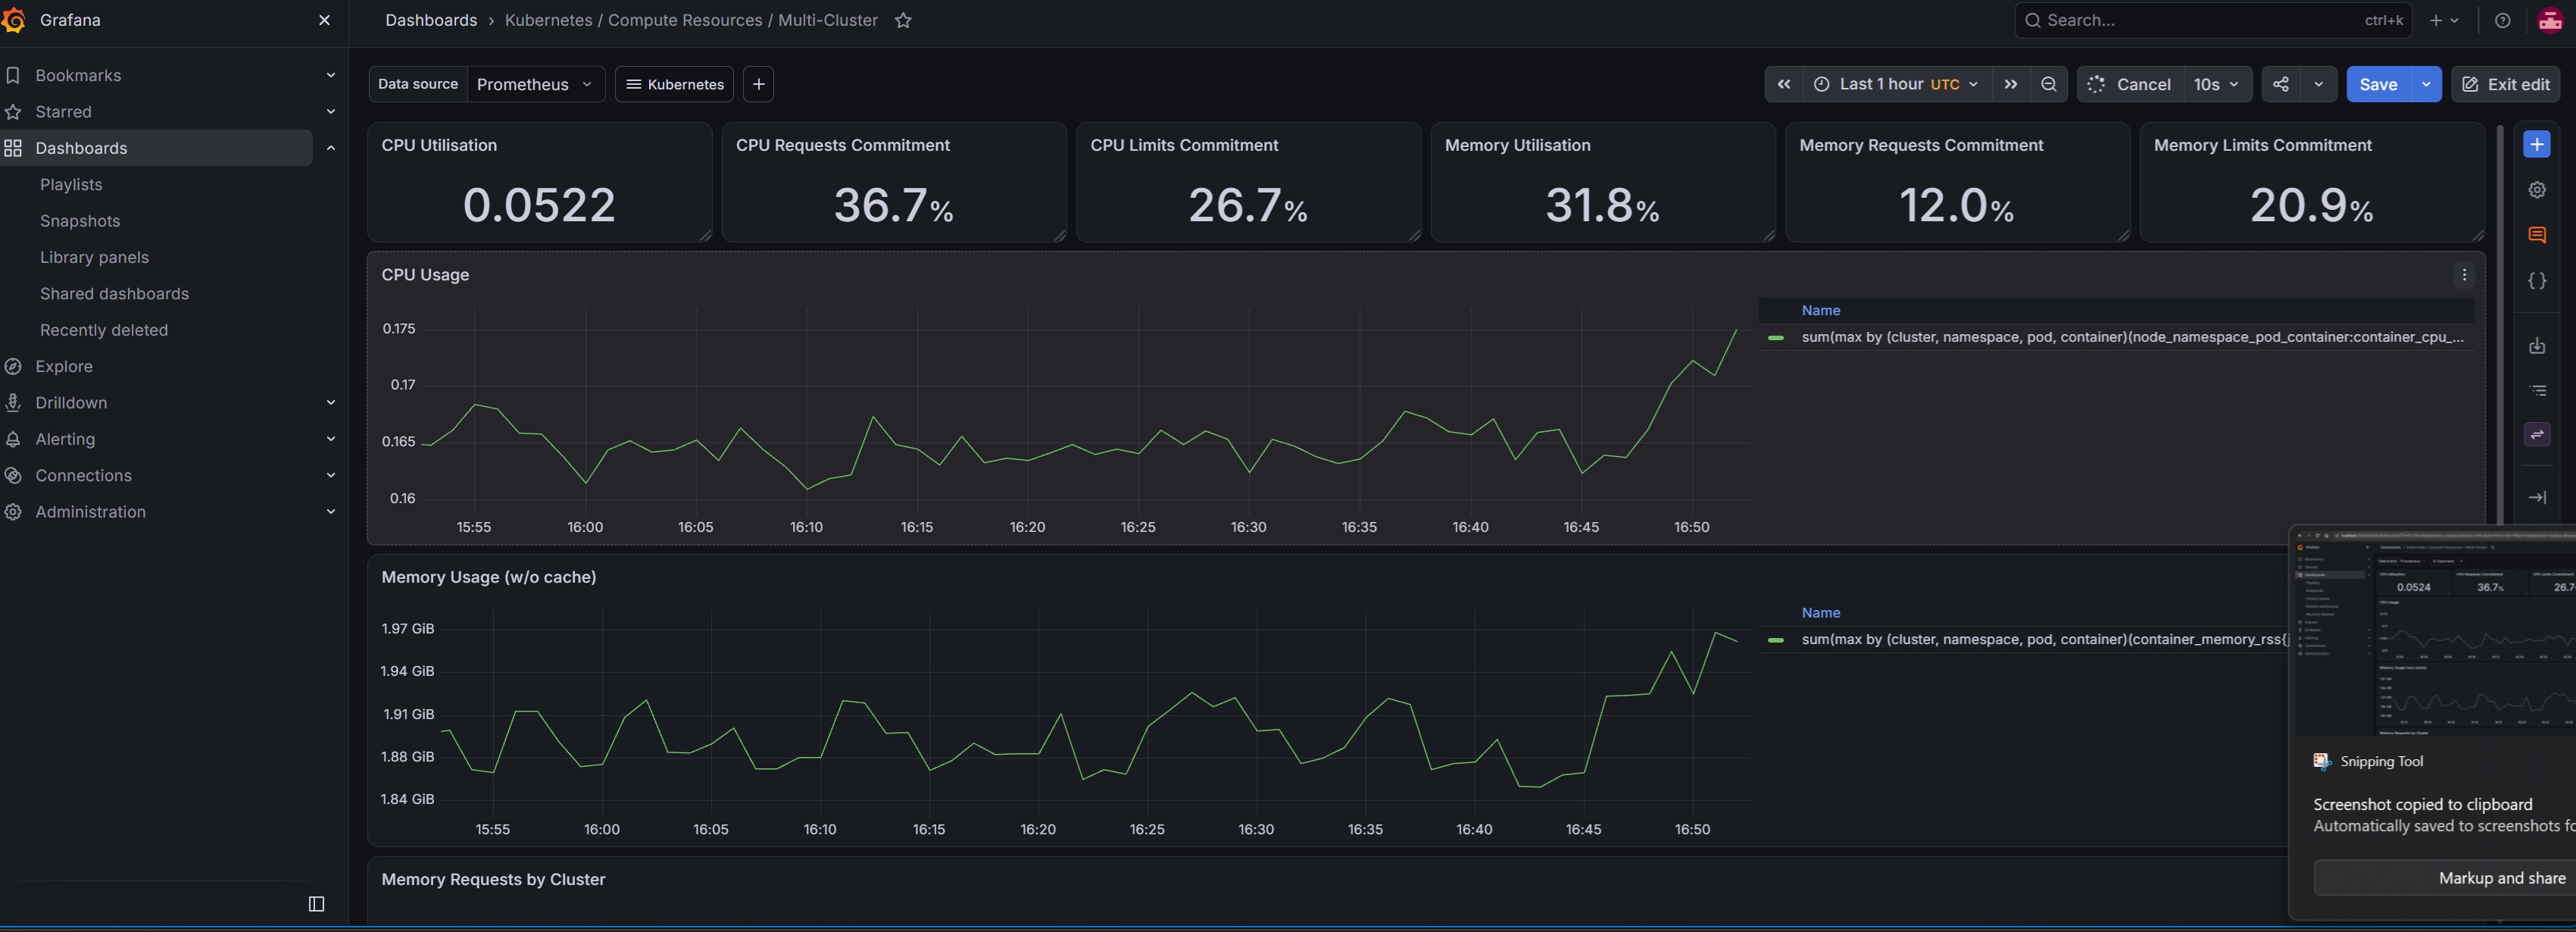 Grafana
Dashboards › Kubernetes / Compute Resources / Multi-Cluster
Search...
ctrl+k
Bookmarks
Starred
Dashboards
Playlists
Snapshots
Library panels
Shared dashboards
Recently deleted
Explore
Drilldown
Alerting
Connections
Administration
Data source
Prometheus
Kubernetes
Last 1 hour UTC
Cancel
10s
Save
Exit edit
CPU Utilisation
0.0522
CPU Requests Commitment
36.7%
CPU Limits Commitment
26.7%
Memory Utilisation
31.8%
Memory Requests Commitment
12.0%
Memory Limits Commitment
20.9%
CPU Usage
0.175
0.17
0.165
0.16
15:55 16:00 16:05 16:10 16:15 16:20 16:25 16:30 16:35 16:40 16:45 16:50
Name
sum(max by (cluster, namespace, pod, container)(node_namespace_pod_container:container_cpu_...
Memory Usage (w/o cache)
1.97 GiB
1.94 GiB
1.91 GiB
1.88 GiB
1.84 GiB
15:55 16:00 16:05 16:10 16:15 16:20 16:25 16:30 16:35 16:40 16:45 16:50
Name
sum(max by (cluster, namespace, pod, container)(container_memory_rss{
Memory Requests by Cluster
0.0524
36.7%
26.7
Snipping Tool
Screenshot copied to clipboard
Automatically saved to screenshots
Markup and share